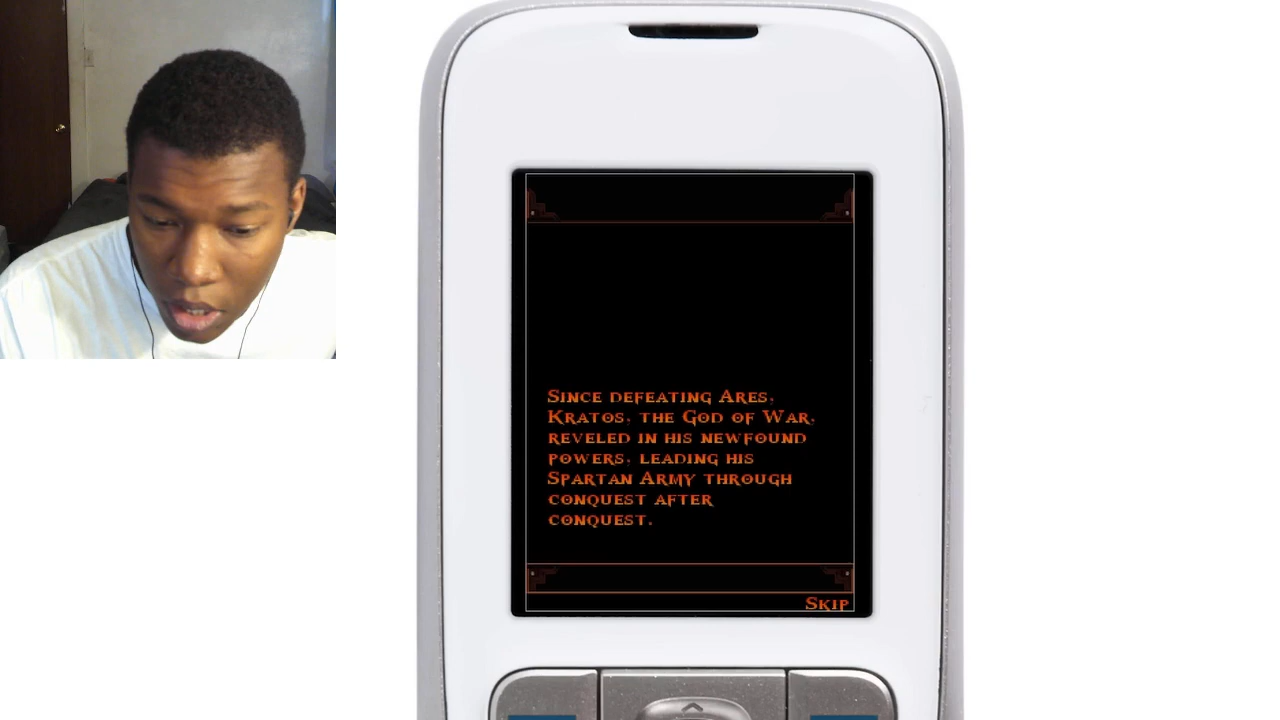 Since defeating Ares,
Kratos, the God of War,
reveled in his newfound
powers, leading his
Spartan Army through
conquest after
conquest.
Skip